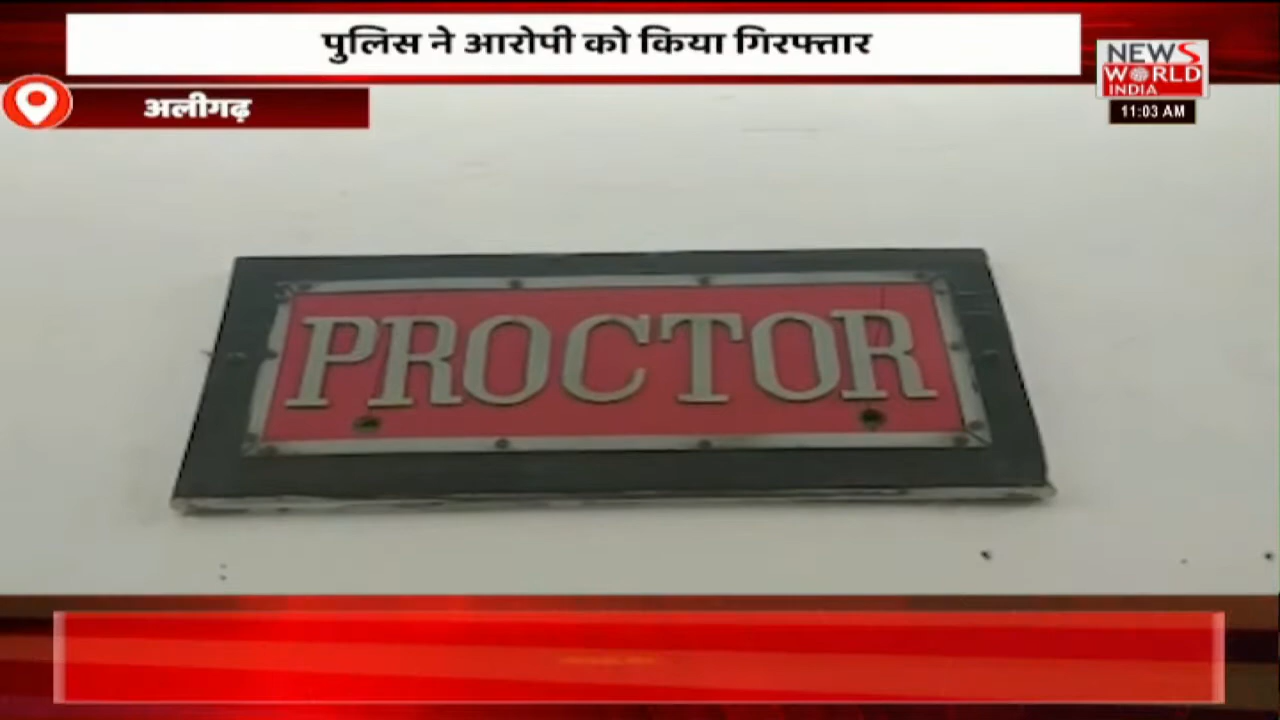 पुलिस ने आरोपी को किया गिरफ्तार
NEWS
WORLD
INDIA
11:03 AM
अलीगढ़
PROCTOR